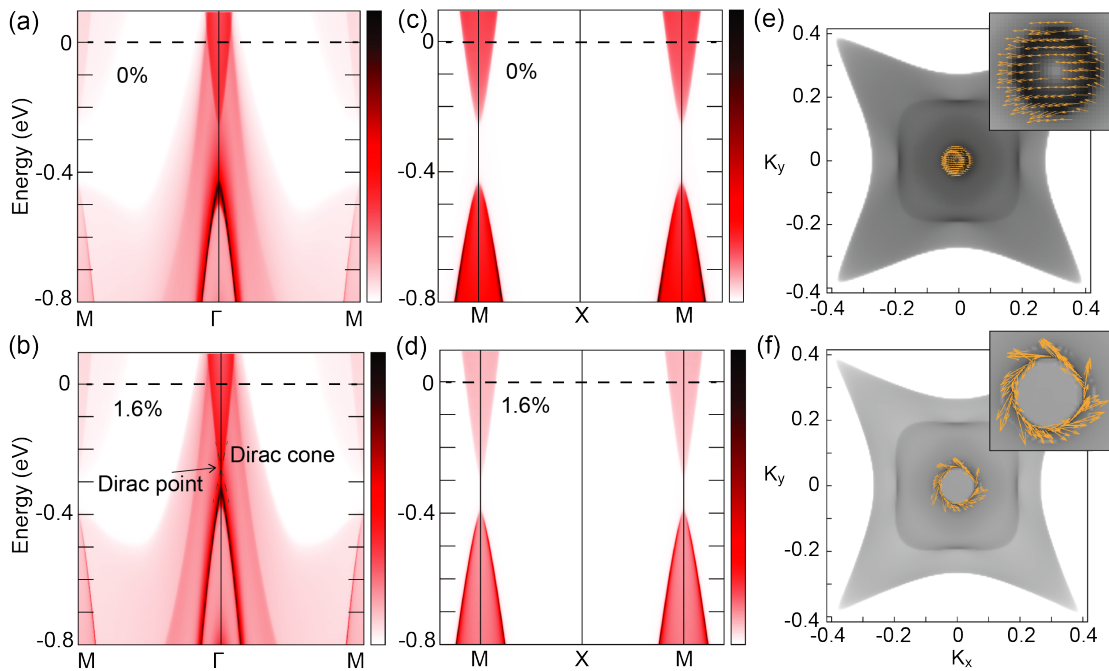 (a)
0
0%
-0.4
-0.8
Energy (eV)
M Γ M
(b)
0
1.6%
Dirac cone
Dirac point
-0.4
-0.8
Energy (eV)
M Γ M
(c)
0
0%
-0.4
-0.8
M X M
(d)
0
1.6%
-0.4
-0.8
M X M
(e)
0.4
0.2
Ky
0
-0.2
-0.4
-0.4 -0.2 0 0.2 0.4
(f)
0.4
0.2
Ky
0
-0.2
-0.4
-0.4 -0.2 0 0.2 0.4
Kx